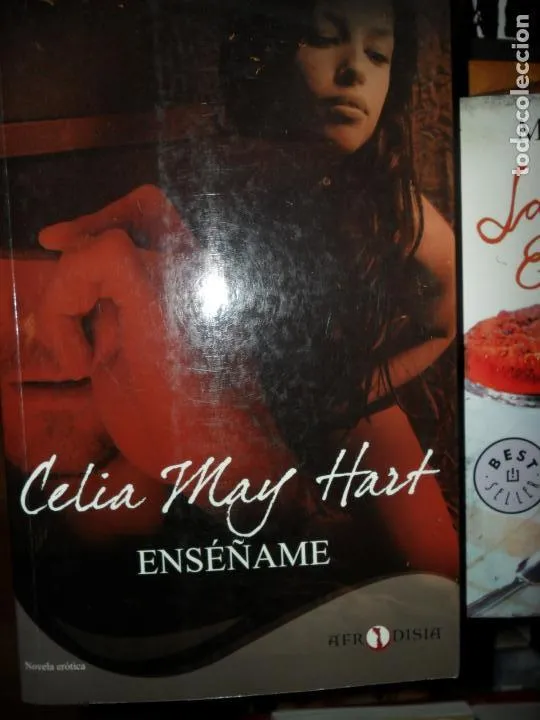 Celia May Hart
ENSÉÑAME
AFRODISIA
Novela erótica
BEST
SELLER
todocoleccion